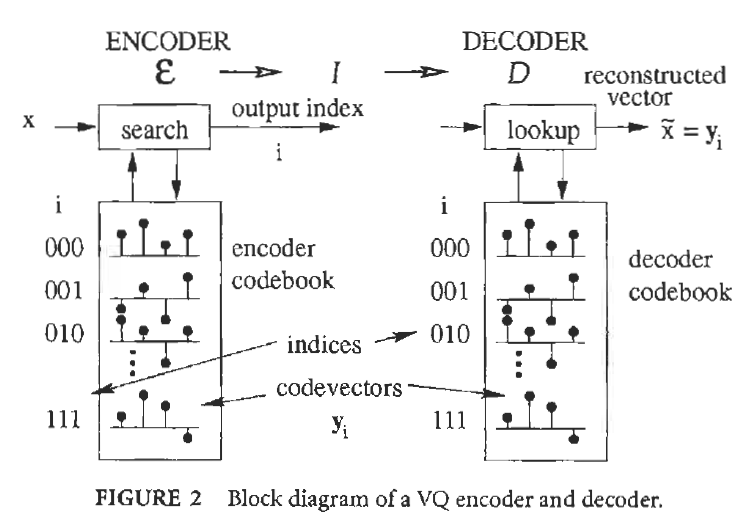 ENCODER
DECODER
ε
I
D
reconstructed
vector
x
search
output index
i
lookup
x̃ = yᵢ
i
000
001
010
111
encoder
codebook
indices
codevectors
yᵢ
i
000
001
010
111
decoder
codebook
FIGURE 2 Block diagram of a VQ encoder and decoder.